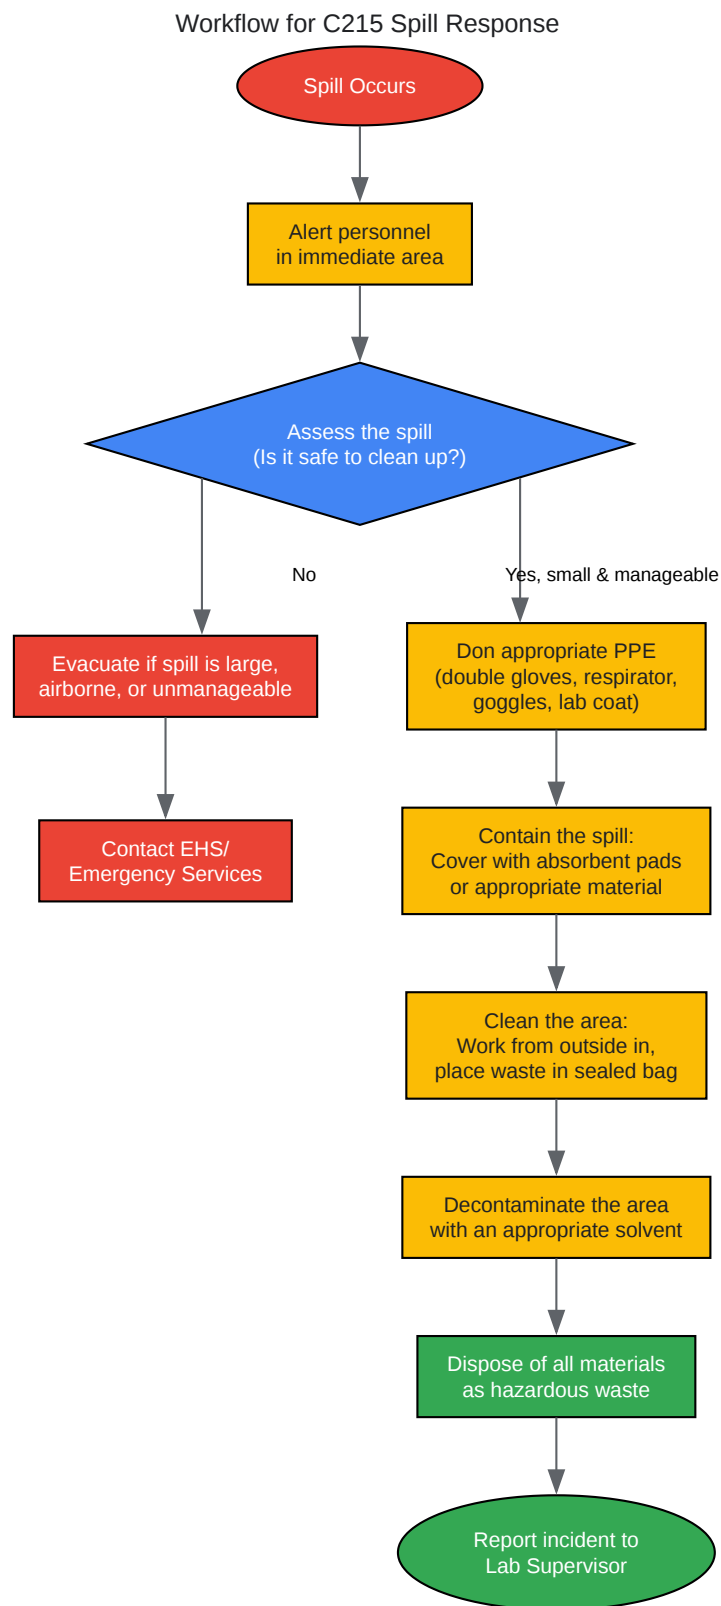 Workflow for C215 Spill Response
Spill Occurs
Alert personnel
in immediate area
Assess the spill
(Is it safe to clean up?)
No
Yes, small & manageable
Evacuate if spill is large,
airborne, or unmanageable
Don appropriate PPE
(double gloves, respirator,
goggles, lab coat)
Contact EHS/
Emergency Services
Contain the spill:
Cover with absorbent pads
or appropriate material
Clean the area:
Work from outside in,
place waste in sealed bag
Decontaminate the area
with an appropriate solvent
Dispose of all materials
as hazardous waste
Report incident to
Lab Supervisor